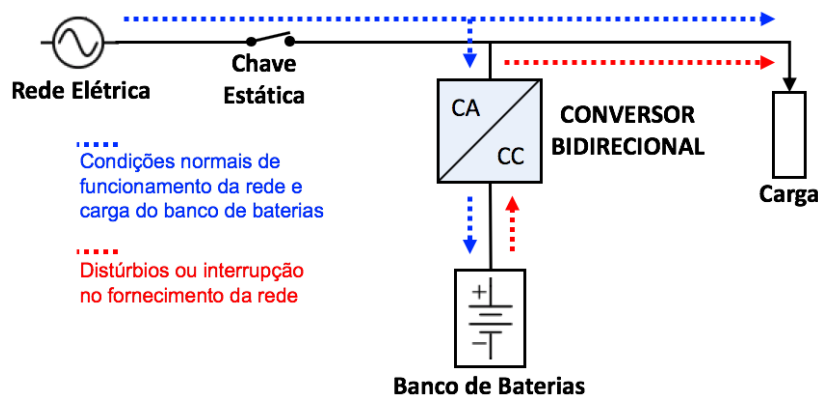 Rede Elétrica
Chave
Estática
CA
CC
CONVERSOR
BIDIRECIONAL
Carga
Condições normais de
funcionamento da rede e
carga do banco de baterias
Distúrbios ou interrupção
no fornecimento da rede
+
−
Banco de Baterias